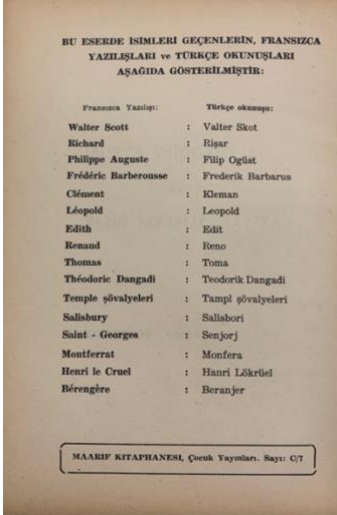 BU ESERDE İSİMLERİ GEÇENLERİN, FRANSIZCA
YAZILIŞLARI ve TÜRKÇE OKUNUŞLARI
AŞAĞIDA GÖSTERİLMİŞTİR:
Fransızca Yazılışı: Türkçe okunuşu:
Walter Scott : Valter Skot
Richard : Rişar
Philippe Auguste : Filip Ogüst
Frédéric Barberousse : Frederik Barbarus
Clément : Kleman
Léopold : Leopold
Edith : Edit
Renaud : Reno
Thomas : Toma
Théodoric Dangadi : Teodorik Dangadi
Temple şövalyeleri : Tampl şövalyeleri
Salisbury : Salisbori
Saint - Georges : Senjorj
Montferrat : Monfera
Henri le Cruel : Hanri Lökrüel
Bérengère : Beranjer
MAARİF KİTAPHANESİ, Çocuk Yayınları. Sayı: C/7